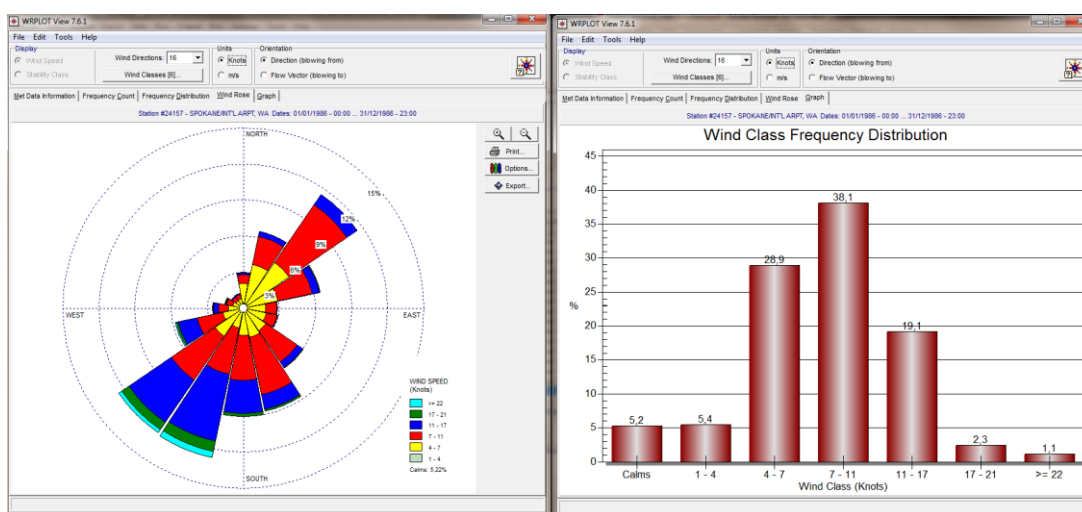 WRPLOT View 7.6.1
File Edit Tools Help
Display
Wind Speed
Stability Class
Wind Directions: 16
Wind Classes [6]...
Units
Knots
m/s
Orientation
Direction (blowing from)
Flow Vector (blowing to)
Met Data Information Frequency Count Frequency Distribution Wind Rose Graph
Station #24157 - SPOKANE/INT'L ARPT, WA Dates: 01/01/1986 - 00:00 ... 31/12/1986 - 23:00
NORTH
15%
12%
9%
6%
3%
WEST
EAST
SOUTH
WIND SPEED
(Knots)
>= 22
17 - 21
11 - 17
7 - 11
4 - 7
1 - 4
Calms: 5,22%
Print...
Options...
Export...
WRPLOT View 7.6.1
File Edit Tools Help
Display
Wind Speed
Stability Class
Wind Directions: 16
Wind Classes [6]...
Units
Knots
m/s
Orientation
Direction (blowing from)
Flow Vector (blowing to)
Met Data Information Frequency Count Frequency Distribution Wind Rose Graph
Station #24157 - SPOKANE/INT'L ARPT, WA Dates: 01/01/1986 - 00:00 ... 31/12/1986 - 23:00
Wind Class Frequency Distribution
45
40
35
30
25
20
15
10
5
0
%
5,2
5,4
28,9
38,1
19,1
2,3
1,1
Calms 1 - 4 4 - 7 7 - 11 11 - 17 17 - 21 >= 22
Wind Class (Knots)